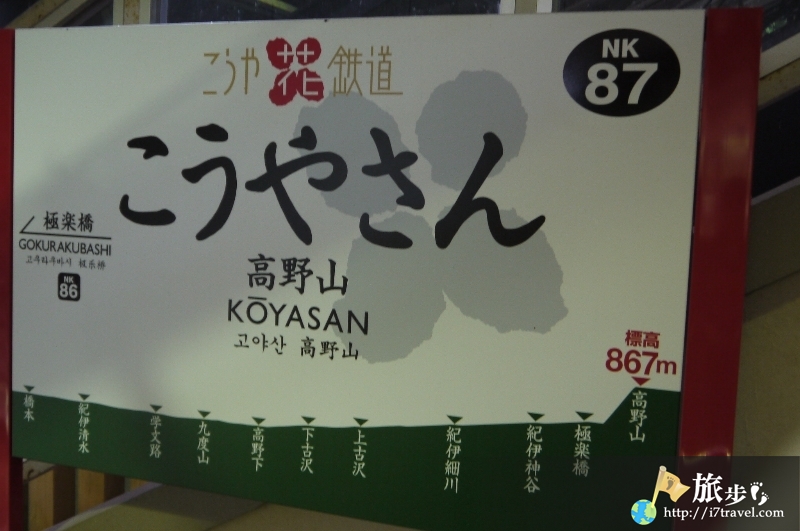 こうや花鉄道
NK
87
こうやさん
極楽橋
GOKURAKUBASHI
고쿠라쿠바시 极乐桥
NK
86
高野山
KŌYASAN
고야산 高野山
標高
867m
橋本
紀伊清水
学文路
九度山
高野下
下古沢
上古沢
紀伊細川
紀伊神谷
極楽橋
高野山
旅步
http://i7travel.com